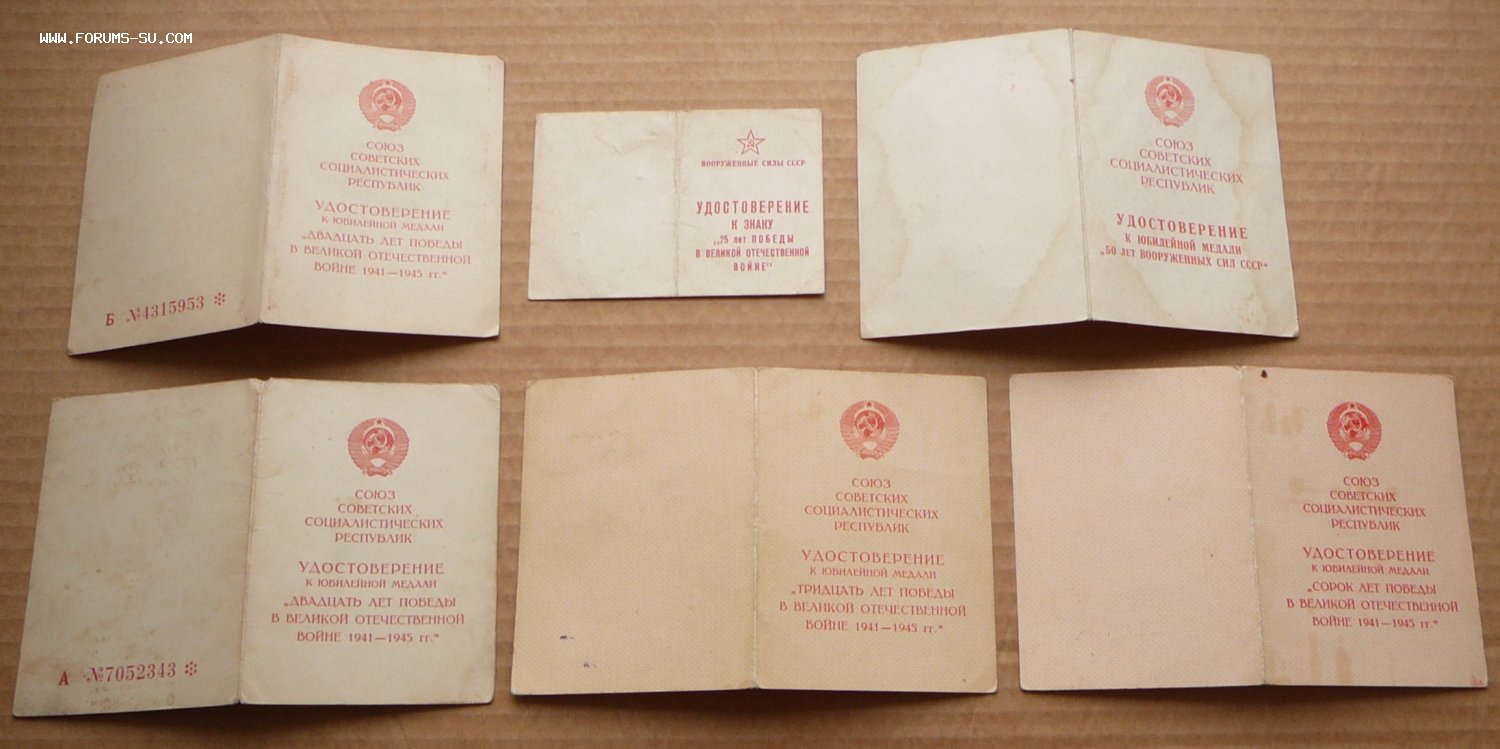 www.forums-su.com
СОЮЗ
СОВЕТСКИХ
СОЦИАЛИСТИЧЕСКИХ
РЕСПУБЛИК
УДОСТОВЕРЕНИЕ
К ЮБИЛЕЙНОЙ МЕДАЛИ
„ДВАДЦАТЬ ЛЕТ ПОБЕДЫ
В ВЕЛИКОЙ ОТЕЧЕСТВЕННОЙ
ВОЙНЕ 1941—1945 гг.“
Б №4315953 *
ВООРУЖЕННЫЕ СИЛЫ СССР
УДОСТОВЕРЕНИЕ
К ЗНАКУ
„25 лет ПОБЕДЫ
В ВЕЛИКОЙ ОТЕЧЕСТВЕННОЙ
ВОЙНЕ“
СОЮЗ
СОВЕТСКИХ
СОЦИАЛИСТИЧЕСКИХ
РЕСПУБЛИК
УДОСТОВЕРЕНИЕ
К ЮБИЛЕЙНОЙ МЕДАЛИ
„50 ЛЕТ ВООРУЖЕННЫХ СИЛ СССР“
СОЮЗ
СОВЕТСКИХ
СОЦИАЛИСТИЧЕСКИХ
РЕСПУБЛИК
УДОСТОВЕРЕНИЕ
К ЮБИЛЕЙНОЙ МЕДАЛИ
„ДВАДЦАТЬ ЛЕТ ПОБЕДЫ
В ВЕЛИКОЙ ОТЕЧЕСТВЕННОЙ
ВОЙНЕ 1941—1945 гг.“
А №7052343 *
СОЮЗ
СОВЕТСКИХ
СОЦИАЛИСТИЧЕСКИХ
РЕСПУБЛИК
УДОСТОВЕРЕНИЕ
К ЮБИЛЕЙНОЙ МЕДАЛИ
„ТРИДЦАТЬ ЛЕТ ПОБЕДЫ
В ВЕЛИКОЙ ОТЕЧЕСТВЕННОЙ
ВОЙНЕ 1941—1945 гг.“
СОЮЗ
СОВЕТСКИХ
СОЦИАЛИСТИЧЕСКИХ
РЕСПУБЛИК
УДОСТОВЕРЕНИЕ
К ЮБИЛЕЙНОЙ МЕДАЛИ
„СОРОК ЛЕТ ПОБЕДЫ
В ВЕЛИКОЙ ОТЕЧЕСТВЕННОЙ
ВОЙНЕ 1941—1945 гг.“